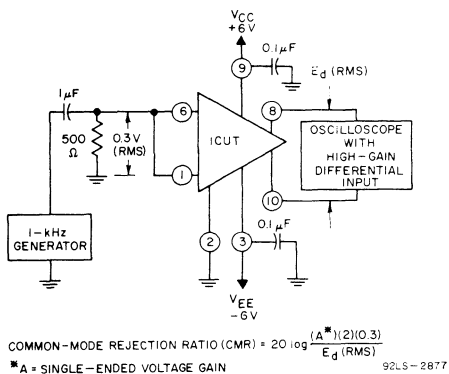 VCC
+6V
0.1μF
9
Ed (RMS)
1μF
6
8
500
Ω
0.3V
(RMS)
ICUT
OSCILLOSCOPE
WITH
HIGH-GAIN
DIFFERENTIAL
INPUT
1
10
1-kHz
GENERATOR
2
3
0.1μF
VEE
-6V
COMMON-MODE REJECTION RATIO (CMR) = 20 log (A*)(2)(0.3) / Ed (RMS)
*A = SINGLE-ENDED VOLTAGE GAIN
92LS-2877